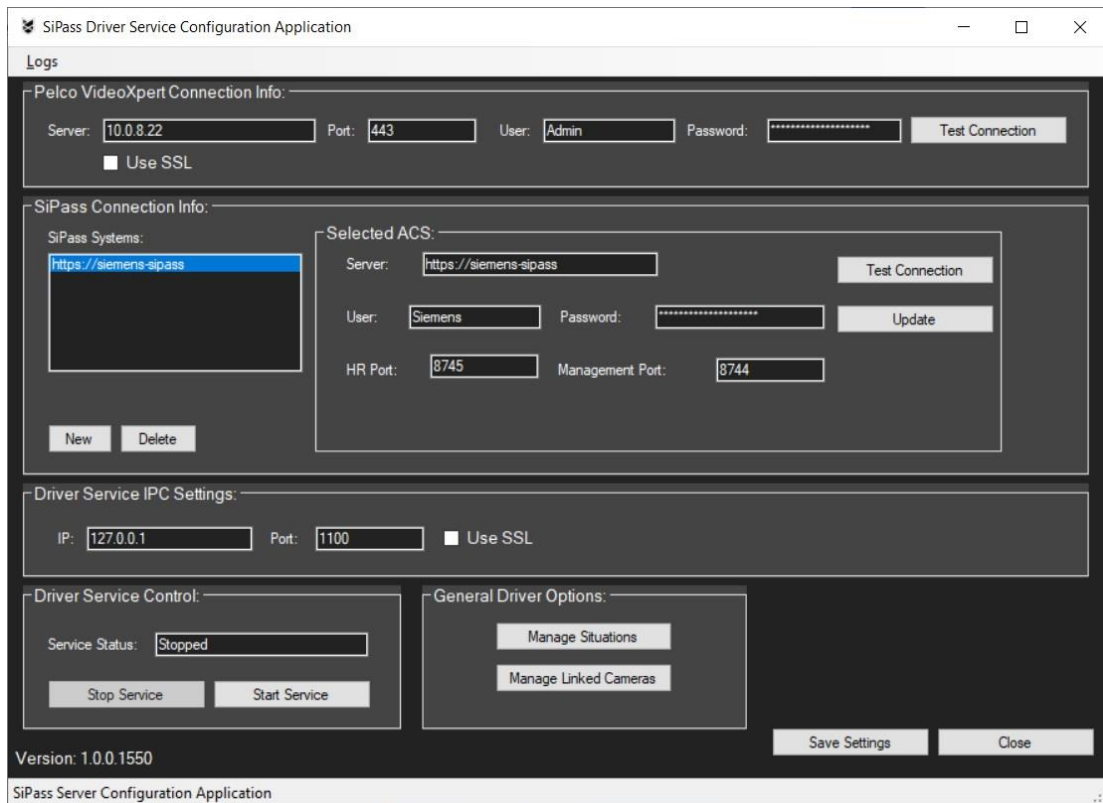 SiPass Driver Service Configuration Application
Logs
Pelco VideoXpert Connection Info:
Server: 10.0.8.22 Port: 443 User: Admin Password: ******************** Test Connection
Use SSL
SiPass Connection Info:
SiPass Systems:
https://siemens-sipass
New Delete
Selected ACS:
Server: https://siemens-sipass Test Connection
User: Siemens Password: ******************** Update
HR Port: 8745 Management Port: 8744
Driver Service IPC Settings:
IP: 127.0.0.1 Port: 1100 Use SSL
Driver Service Control:
Service Status: Stopped
Stop Service Start Service
General Driver Options:
Manage Situations
Manage Linked Cameras
Save Settings Close
Version: 1.0.0.1550
SiPass Server Configuration Application